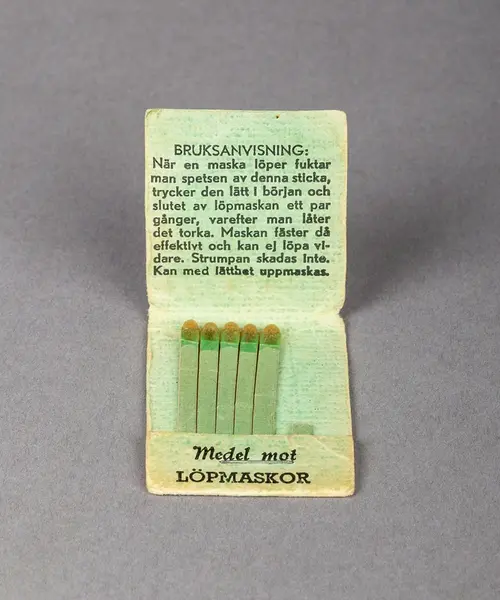 BRUKSANVISNING:
När en maska löper fuktar
man spetsen av denna sticka,
trycker den lätt i början och
slutet av löpmaskan ett par
gånger, varefter man låter
det torka. Maskan fäster då
effektivt och kan ej löpa vi-
dare. Strumpan skadas inte.
Kan med lätthet uppmaskas.
Medel mot
LÖPMASKOR